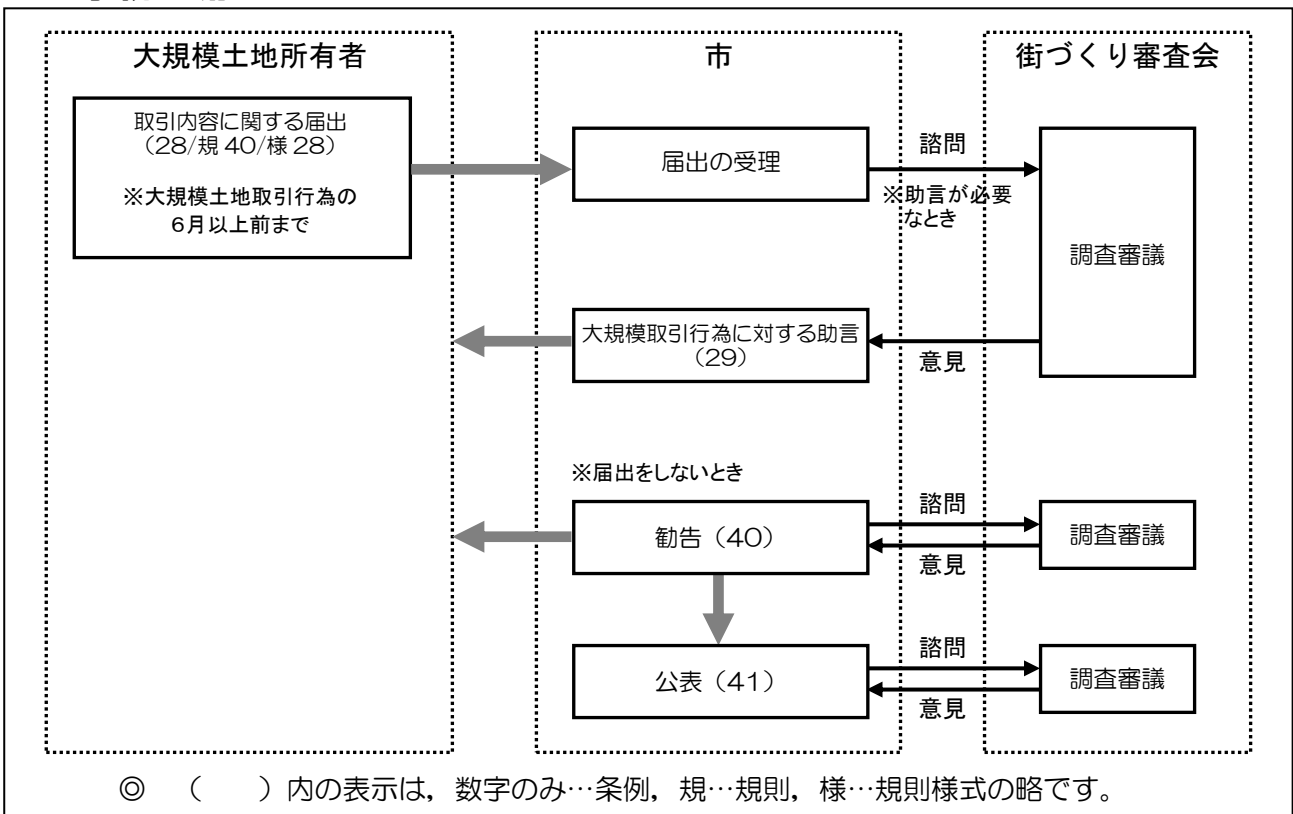 大規模土地所有者
市
街づくり審査会
取引内容に関する届出
(28/規 40/様 28)
※大規模土地取引行為の
6月以上前まで
届出の受理
諮問
※助言が必要
なとき
調査審議
大規模取引行為に対する助言
(29)
意見
※届出をしないとき
勧告(40)
諮問
意見
調査審議
公表(41)
諮問
意見
調査審議
◎ ( )内の表示は,数字のみ…条例,規…規則,様…規則様式の略です。